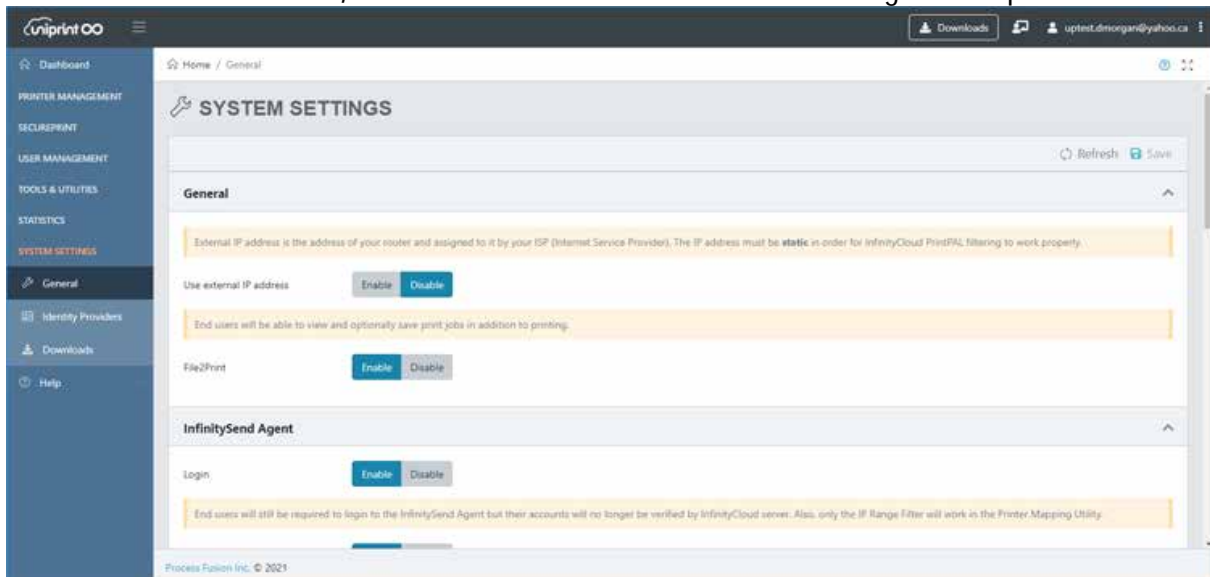 uniprint
Downloads
uptest.dmorgan@yahoo.ca
Dashboard
Home / General
PRINTER MANAGEMENT
SYSTEM SETTINGS
SECUREPRINT
USER MANAGEMENT
Refresh Save
TOOLS & UTILITIES
General
STATISTICS
External IP address is the address of your router and assigned to it by your ISP (Internet Service Provider). The IP address must be static in order for InfinityCloud PrintPAL filtering to work properly.
SYSTEM SETTINGS
General
Use external IP address Enable Disable
Identity Providers
End users will be able to view and optionally save print jobs in addition to printing.
Downloads
File2Print Enable Disable
Help
InfinitySend Agent
Login Enable Disable
End users will still be required to login to the InfinitySend Agent but their accounts will no longer be verified by InfinityCloud server. Also, only the IP Range Filter will work in the Printer Mapping Utility.
Process Fusion Inc. © 2021